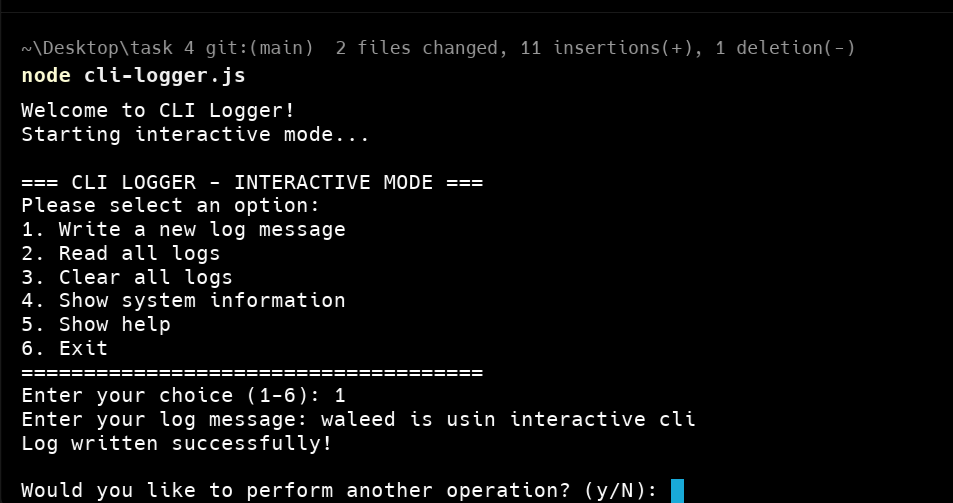 ~\Desktop\task 4 git:(main)  2 files changed, 11 insertions(+), 1 deletion(-)
node cli-logger.js
Welcome to CLI Logger!
Starting interactive mode...
=== CLI LOGGER - INTERACTIVE MODE ===
Please select an option:
1. Write a new log message
2. Read all logs
3. Clear all logs
4. Show system information
5. Show help
6. Exit
=====================================
Enter your choice (1-6): 1
Enter your log message: waleed is usin interactive cli
Log written successfully!
Would you like to perform another operation? (y/N):